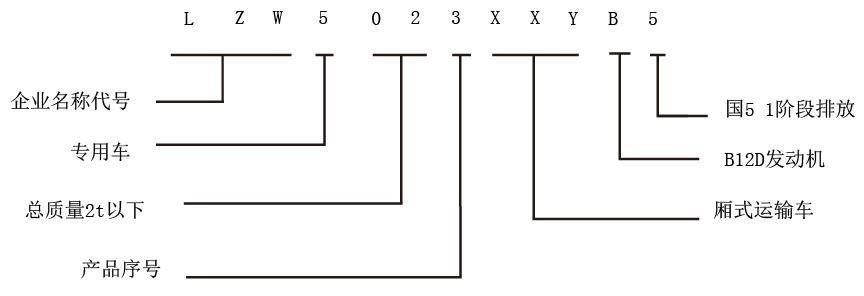 L Z W 5 0 2 3 X X Y B 5
企业名称代号
专用车
总质量2t以下
产品序号
国5 1阶段排放
B12D发动机
厢式运输车